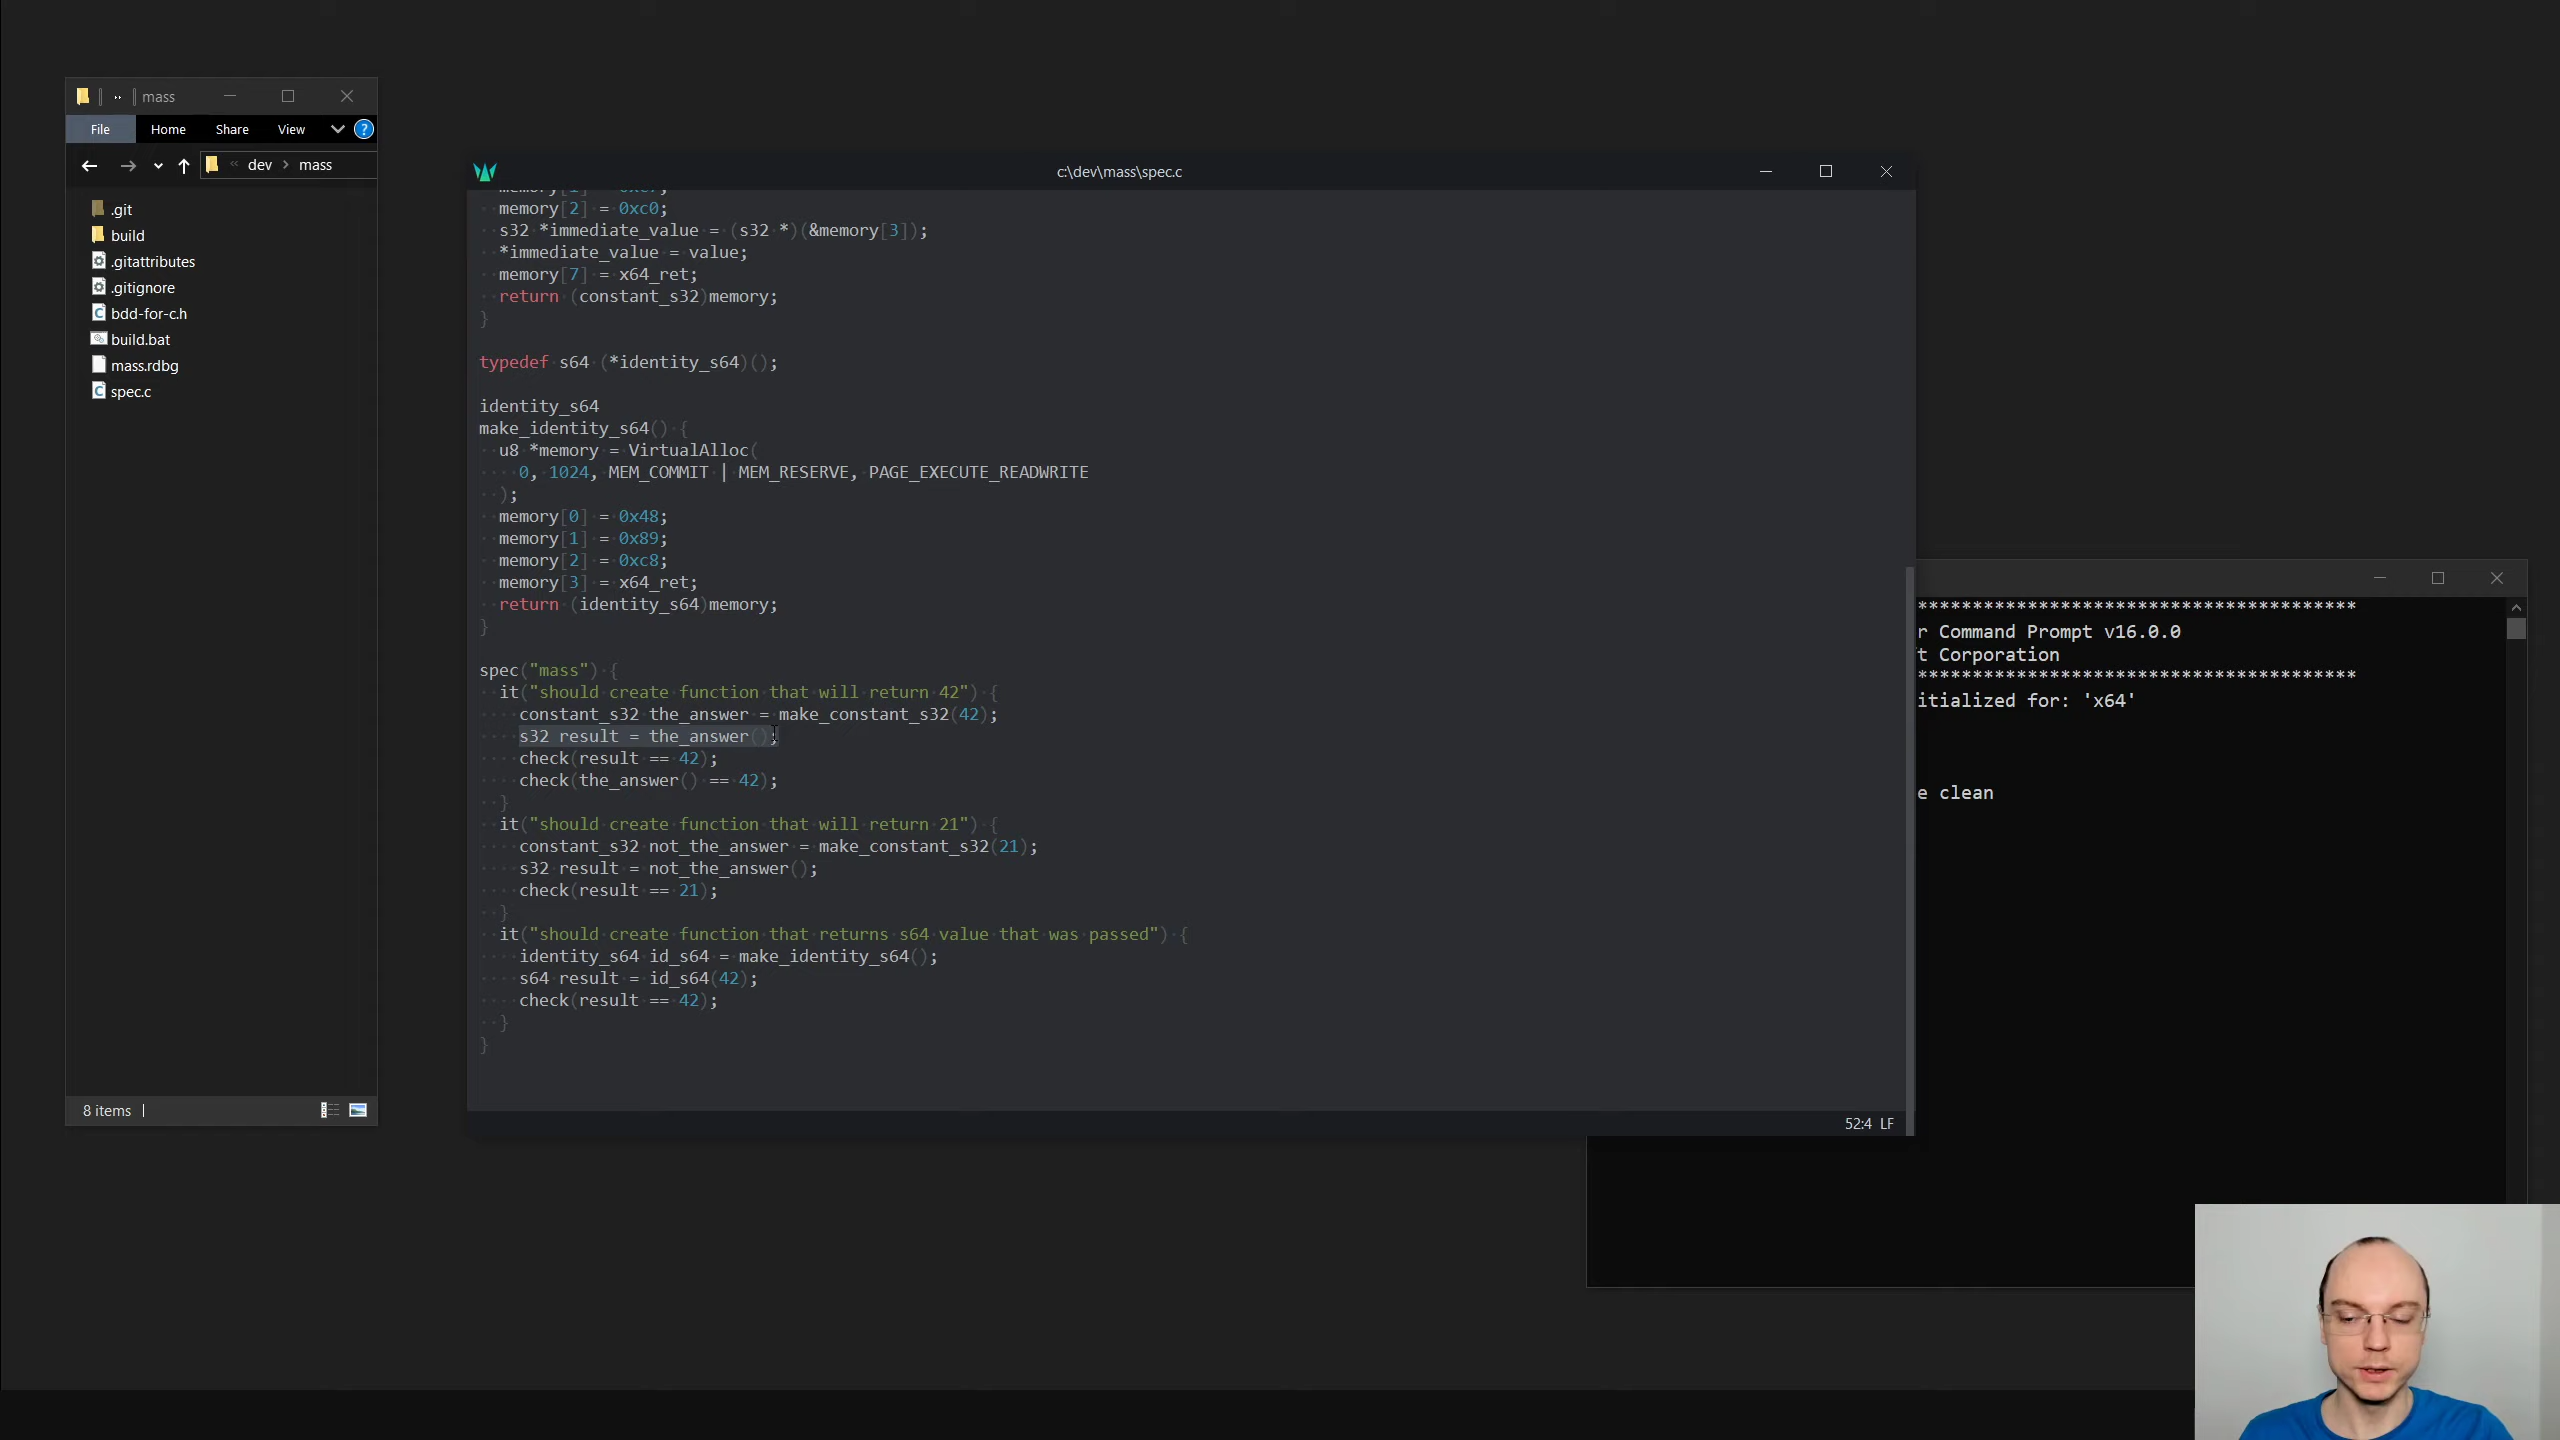 mass
File Home Share View
dev > mass
.git
build
.gitattributes
.gitignore
bdd-for-c.h
build.bat
mass.rdbg
spec.c
8 items
c:\dev\mass\spec.c
memory[2] = 0xc0;
s32 *immediate_value = (s32 *)(&memory[3]);
*immediate_value = value;
memory[7] = x64_ret;
return (constant_s32)memory;
}
typedef s64 (*identity_s64)();
identity_s64
make_identity_s64() {
u8 *memory = VirtualAlloc(
0, 1024, MEM_COMMIT | MEM_RESERVE, PAGE_EXECUTE_READWRITE
);
memory[0] = 0x48;
memory[1] = 0x89;
memory[2] = 0xc8;
memory[3] = x64_ret;
return (identity_s64)memory;
}
spec("mass") {
it("should create function that will return 42") {
constant_s32 the_answer = make_constant_s32(42);
s32 result = the_answer();
check(result == 42);
check(the_answer() == 42);
}
it("should create function that will return 21") {
constant_s32 not_the_answer = make_constant_s32(21);
s32 result = not_the_answer();
check(result == 21);
}
it("should create function that returns s64 value that was passed") {
identity_s64 id_s64 = make_identity_s64();
s64 result = id_s64(42);
check(result == 42);
}
}
52:4 LF
****************************************
r Command Prompt v16.0.0
t Corporation
****************************************
itialized for: 'x64'
e clean